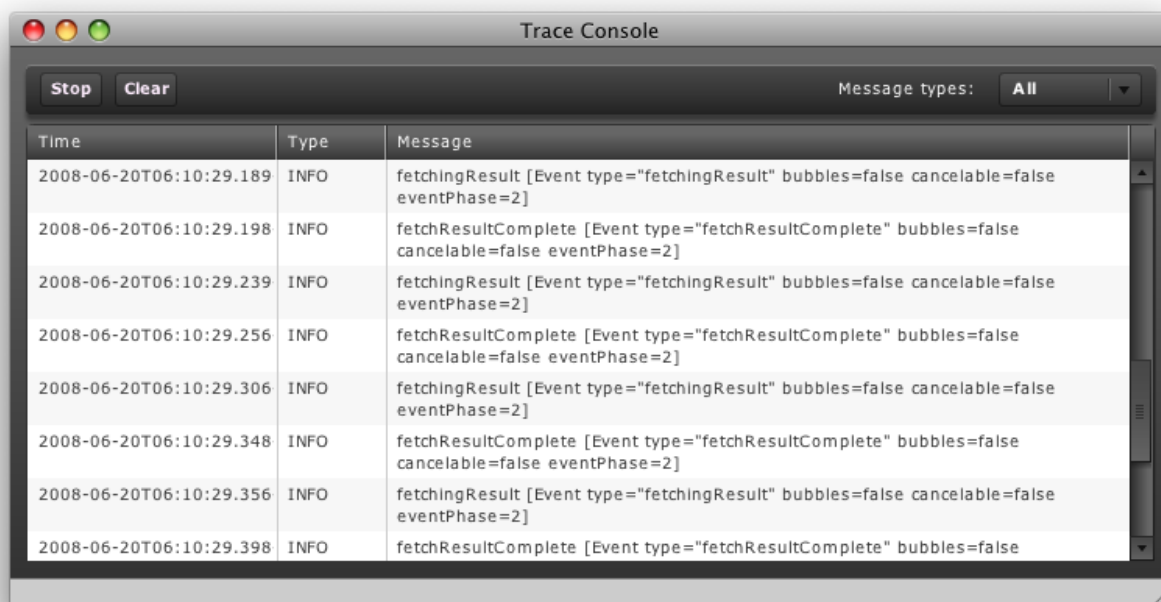 Trace Console
Stop Clear Message types: All
Time Type Message
2008-06-20T06:10:29.189 INFO fetchingResult [Event type="fetchingResult" bubbles=false cancelable=false
eventPhase=2]
2008-06-20T06:10:29.198 INFO fetchResultComplete [Event type="fetchResultComplete" bubbles=false
cancelable=false eventPhase=2]
2008-06-20T06:10:29.239 INFO fetchingResult [Event type="fetchingResult" bubbles=false cancelable=false
eventPhase=2]
2008-06-20T06:10:29.256 INFO fetchResultComplete [Event type="fetchResultComplete" bubbles=false
cancelable=false eventPhase=2]
2008-06-20T06:10:29.306 INFO fetchingResult [Event type="fetchingResult" bubbles=false cancelable=false
eventPhase=2]
2008-06-20T06:10:29.348 INFO fetchResultComplete [Event type="fetchResultComplete" bubbles=false
cancelable=false eventPhase=2]
2008-06-20T06:10:29.356 INFO fetchingResult [Event type="fetchingResult" bubbles=false cancelable=false
eventPhase=2]
2008-06-20T06:10:29.398 INFO fetchResultComplete [Event type="fetchResultComplete" bubbles=false